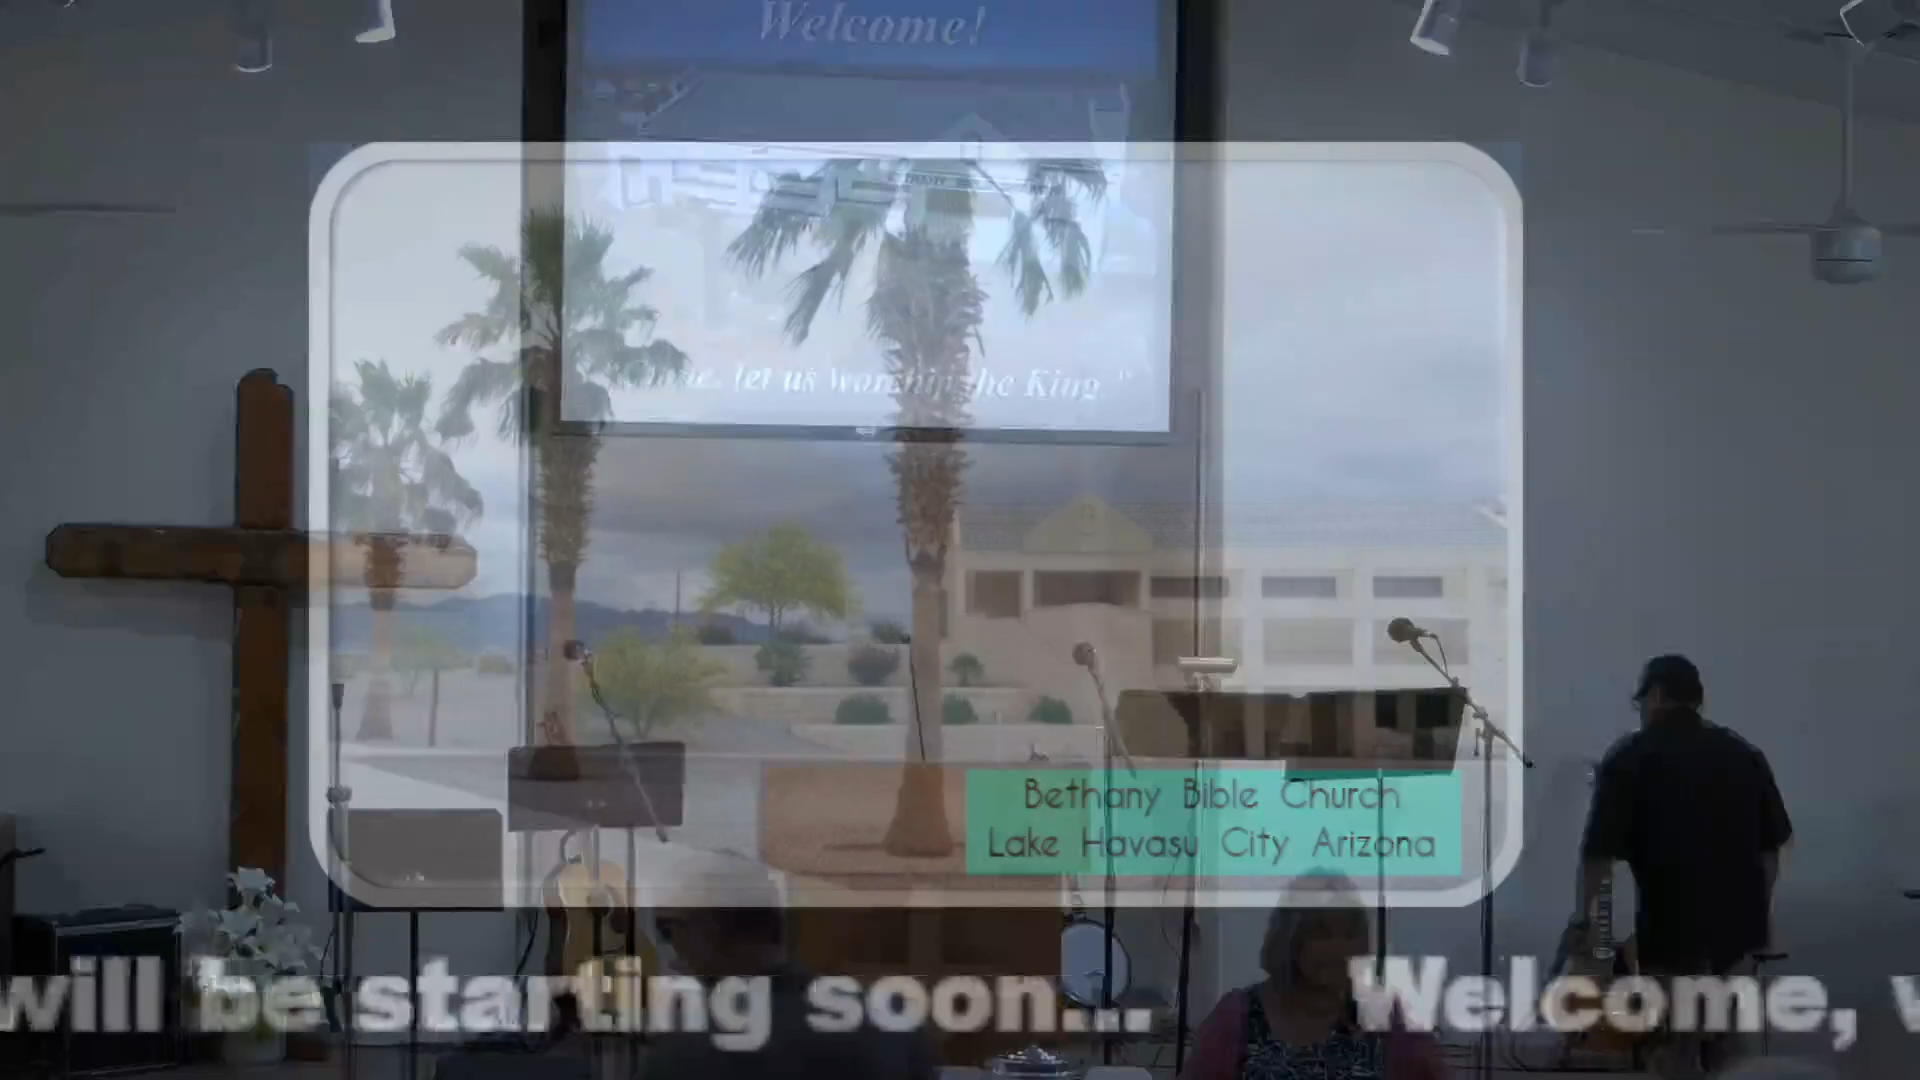 Welcome!
let us worship the King."
Bethany Bible Church
Lake Havasu City Arizona
will be starting soon... Welcome,